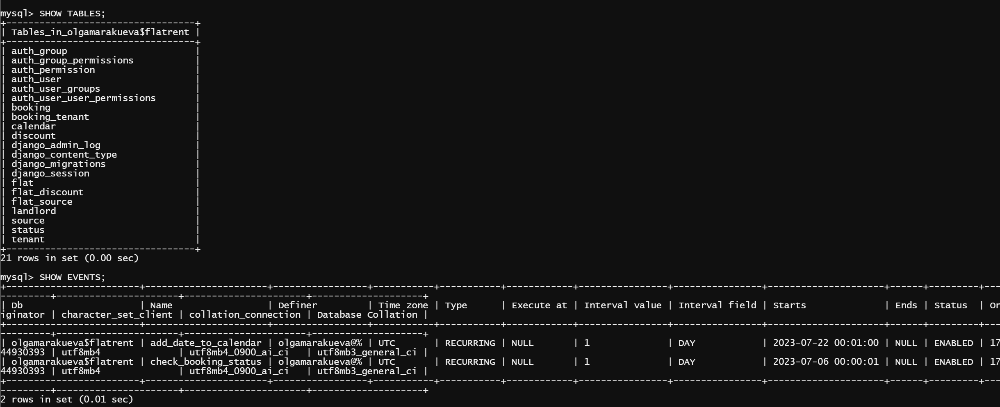 mysql> SHOW TABLES;
+----------------------------------+
| Tables_in_olgamarakueva$flatrent |
+----------------------------------+
| auth_group                       |
| auth_group_permissions           |
| auth_permission                  |
| auth_user                        |
| auth_user_groups                 |
| auth_user_user_permissions       |
| booking                          |
| booking_tenant                   |
| calendar                         |
| discount                         |
| django_admin_log                 |
| django_content_type              |
| django_migrations                |
| django_session                   |
| flat                             |
| flat_discount                    |
| flat_source                      |
| landlord                         |
| source                           |
| status                           |
| tenant                           |
+----------------------------------+
21 rows in set (0.00 sec)

mysql> SHOW EVENTS;
+------------------------+----------------------+-----------------+-----------+-----------+------------+----------------+----------------+---------------------+------+---------+---
---------+----------------------+----------------------+--------------------+
| Db                     | Name                 | Definer         | Time zone | Type      | Execute at | Interval value | Interval field | Starts              | Ends | Status  | Or
iginator | character_set_client | collation_connection | Database Collation |
+------------------------+----------------------+-----------------+-----------+-----------+------------+----------------+----------------+---------------------+------+---------+---
---------+----------------------+----------------------+--------------------+
| olgamarakueva$flatrent | add_date_to_calendar | olgamarakueva@% | UTC       | RECURRING | NULL       | 1              | DAY            | 2023-07-22 00:01:00 | NULL | ENABLED | 17
44930393 | utf8mb4              | utf8mb4_0900_ai_ci   | utf8mb3_general_ci |
| olgamarakueva$flatrent | check_booking_status | olgamarakueva@% | UTC       | RECURRING | NULL       | 1              | DAY            | 2023-07-06 00:00:01 | NULL | ENABLED | 17
44930393 | utf8mb4              | utf8mb4_0900_ai_ci   | utf8mb3_general_ci |
+------------------------+----------------------+-----------------+-----------+-----------+------------+----------------+----------------+---------------------+------+---------+---
---------+----------------------+----------------------+--------------------+
2 rows in set (0.01 sec)